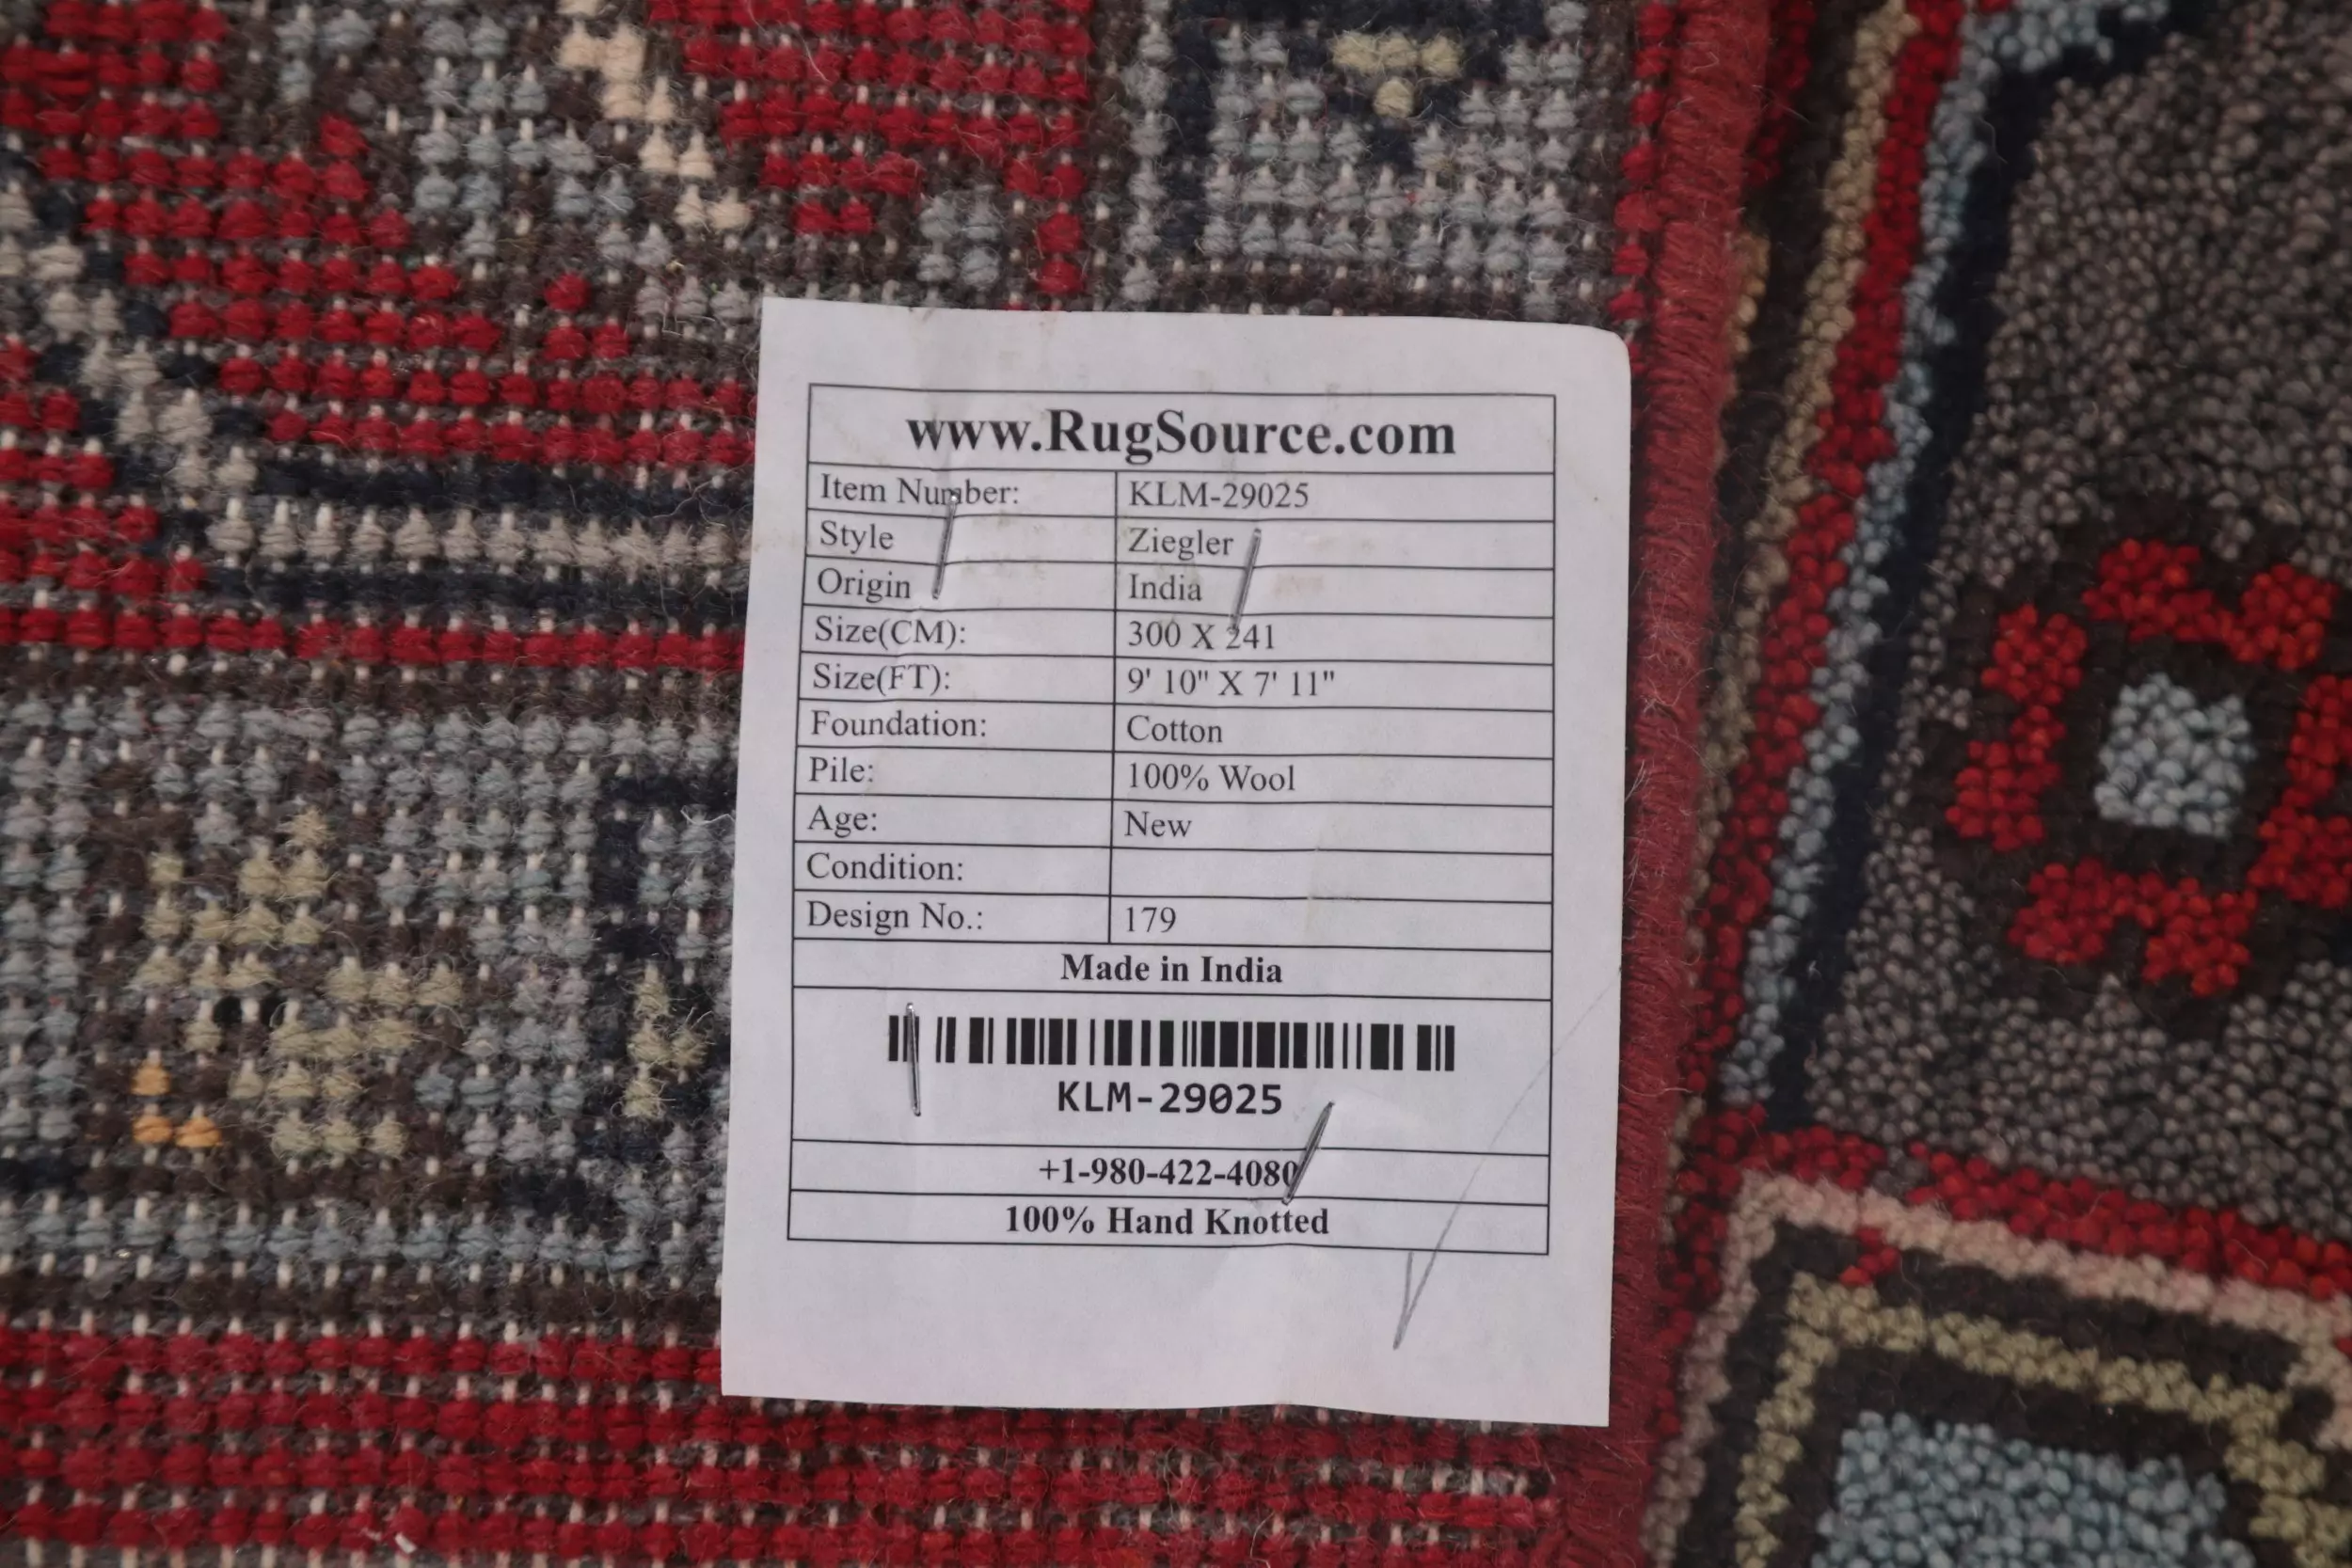 www.RugSource.com
Item Number: KLM-29025
Style Ziegler
Origin India
Size(CM): 300 X 241
Size(FT): 9' 10" X 7' 11"
Foundation: Cotton
Pile: 100% Wool
Age: New
Condition:
Design No.: 179
Made in India
KLM-29025
+1-980-422-4080
100% Hand Knotted